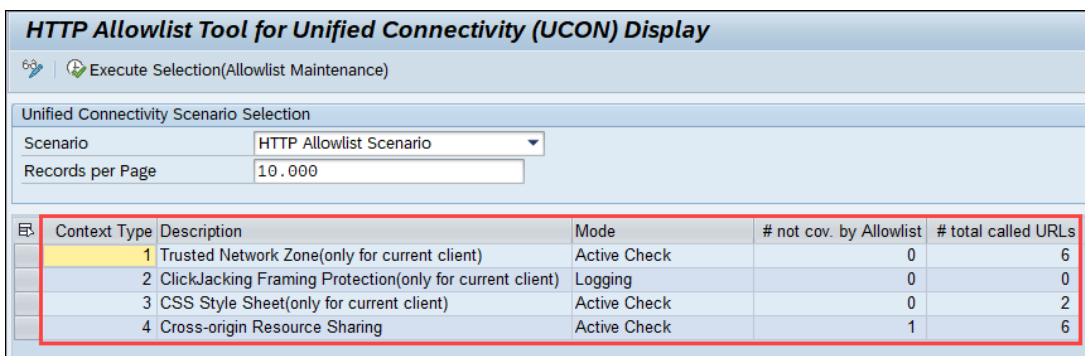 HTTP Allowlist Tool for Unified Connectivity (UCON) Display
Execute Selection(Allowlist Maintenance)
Unified Connectivity Scenario Selection
Scenario HTTP Allowlist Scenario
Records per Page 10.000
Context Type Description Mode # not cov. by Allowlist # total called URLs
1 Trusted Network Zone(only for current client) Active Check 0 6
2 ClickJacking Framing Protection(only for current client) Logging 0 0
3 CSS Style Sheet(only for current client) Active Check 0 2
4 Cross-origin Resource Sharing Active Check 1 6